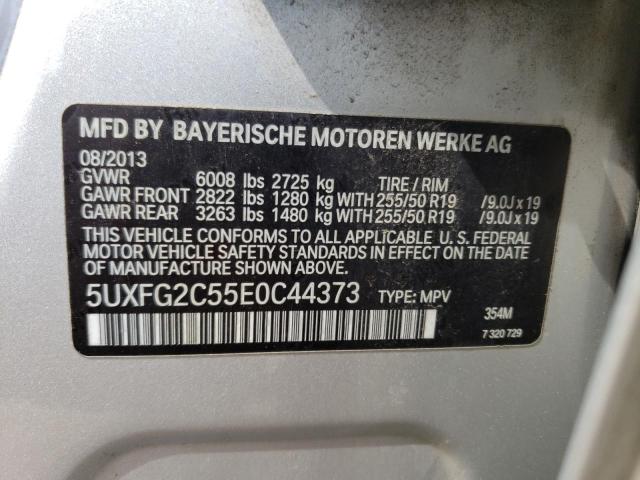 MFD BY BAYERISCHE MOTOREN WERKE AG
08/2013
GVWR 6008 lbs 2725 kg TIRE / RIM
GAWR FRONT 2822 lbs 1280 kg WITH 255/50 R19 /9.0J x 19
GAWR REAR 3263 lbs 1480 kg WITH 255/50 R19 /9.0J x 19
THIS VEHICLE CONFORMS TO ALL APPLICABLE U. S. FEDERAL
MOTOR VEHICLE SAFETY STANDARDS IN EFFECT ON THE
DATE OF MANUFACTURE SHOWN ABOVE.
5UXFG2C55E0C44373 TYPE: MPV
354M
7 320 729